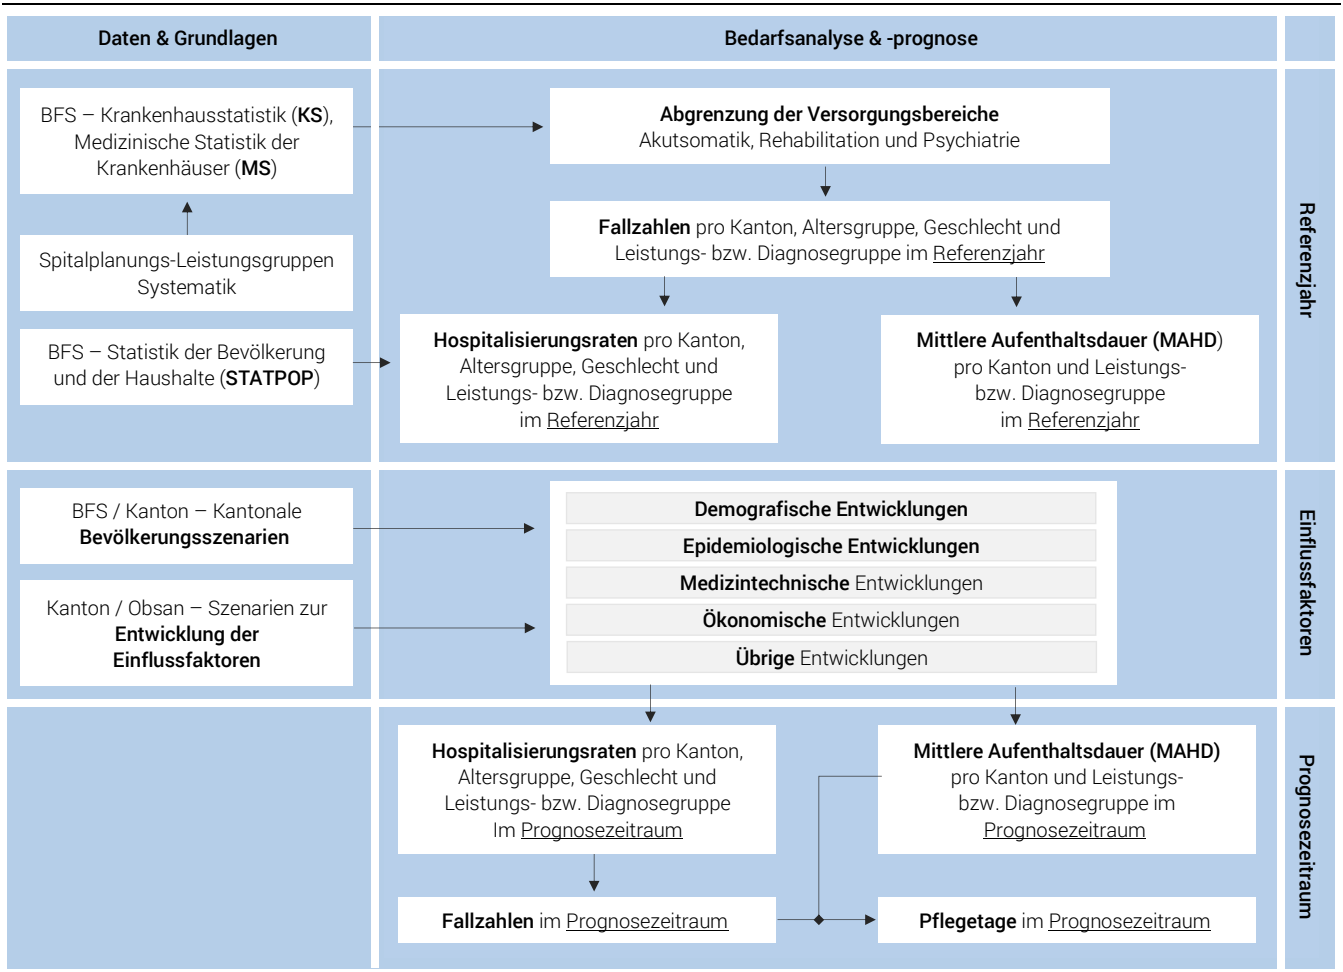 Daten & Grundlagen
Bedarfsanalyse & -prognose
BFS – Krankenhausstatistik (KS),
Medizinische Statistik der
Krankenhäuser (MS)
Spitalplanungs-Leistungsgruppen
Systematik
BFS – Statistik der Bevölkerung
und der Haushalte (STATPOP)
Abgrenzung der Versorgungsbereiche
Akutsomatik, Rehabilitation und Psychiatrie
Fallzahlen pro Kanton, Altersgruppe, Geschlecht und
Leistungs- bzw. Diagnosegruppe im Referenzjahr
Hospitalisierungsraten pro Kanton,
Altersgruppe, Geschlecht und
Leistungs- bzw. Diagnosegruppe
im Referenzjahr
Mittlere Aufenthaltsdauer (MAHD)
pro Kanton und Leistungs-
bzw. Diagnosegruppe
im Referenzjahr
Referenzjahr
BFS / Kanton – Kantonale
Bevölkerungsszenarien
Kanton / Obsan – Szenarien zur
Entwicklung der
Einflussfaktoren
Demografische Entwicklungen
Epidemiologische Entwicklungen
Medizintechnische Entwicklungen
Ökonomische Entwicklungen
Übrige Entwicklungen
Einflussfaktoren
Hospitalisierungsraten pro Kanton,
Altersgruppe, Geschlecht und
Leistungs- bzw. Diagnosegruppe
Im Prognosezeitraum
Mittlere Aufenthaltsdauer (MAHD)
pro Kanton und Leistungs-
bzw. Diagnosegruppe im
Prognosezeitraum
Fallzahlen im Prognosezeitraum
Pflegetage im Prognosezeitraum
Prognosezeitraum